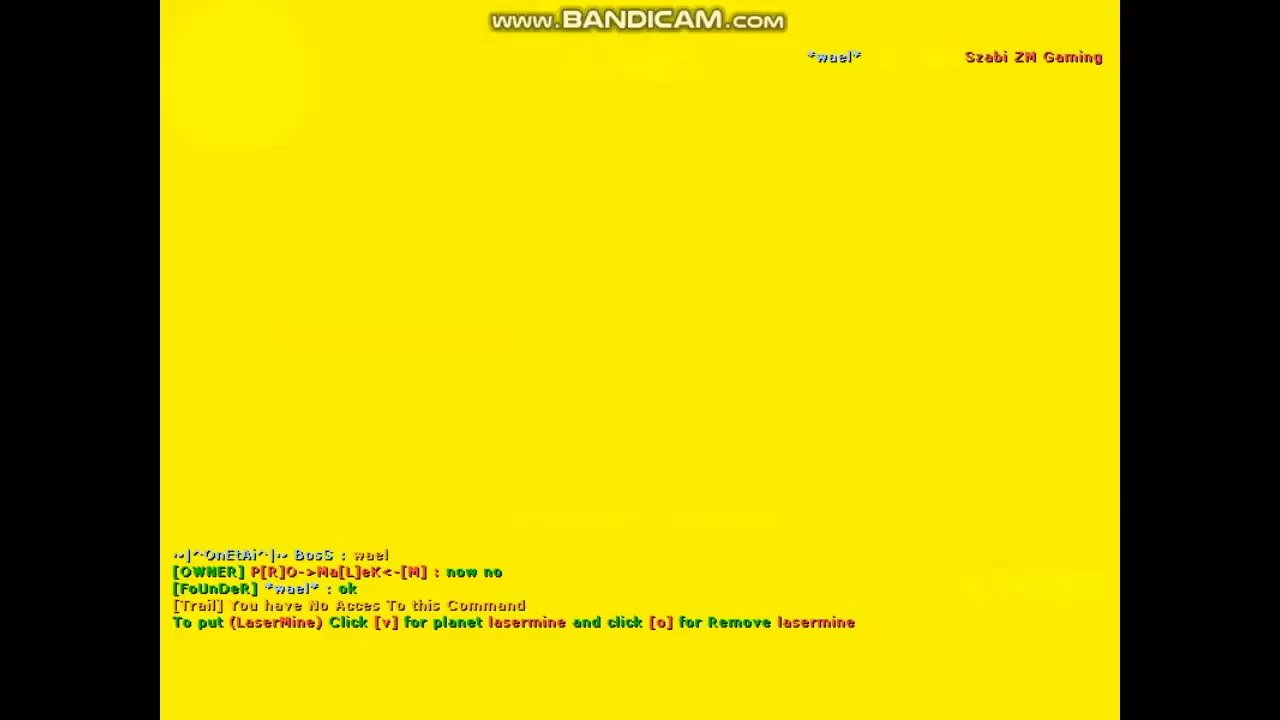 www.BANDICAM.com
*wael* Szabi ZM Gaming
~|^OnEtAi^|~ BosS : wael
[OWNER] P[R]O->Ma[L]eK<-[M] : now no
[FoUnDeR] *wael* : ok
[Trail] You have No Acces To this Command
To put (LaserMine) Click [v] for planet lasermine and click [o] for Remove lasermine